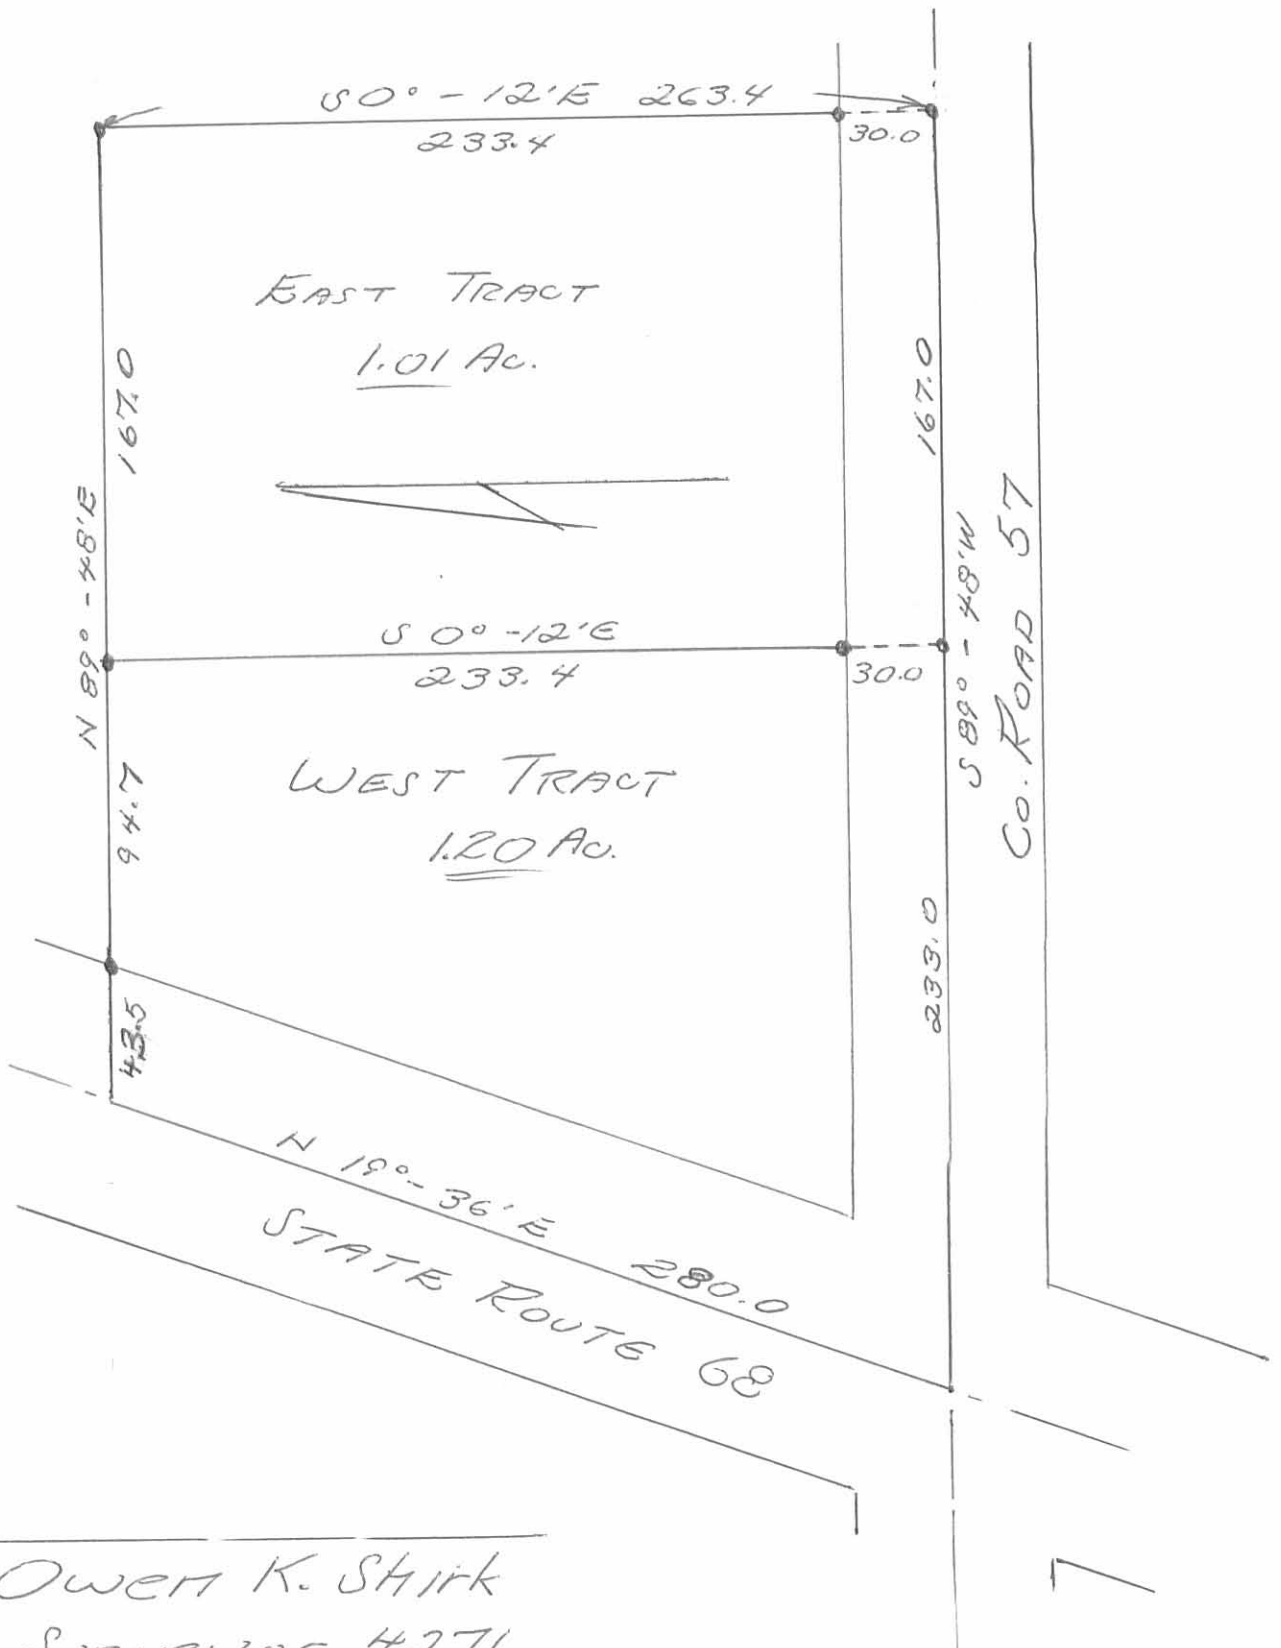 S 0° - 12' E 263.4
233.4
30.0
EAST TRACT
1.01 Ac.
167.0
167.0
N 89° - 48' E
S 89° - 48' W
Co. ROAD 57
S 0° - 12' E
233.4
30.0
WEST TRACT
1.20 Ac.
94.7
233.0
43.5
N 19° - 36' E 280.0
STATE ROUTE 68
Owen K. Shirk
Surveyor 4271